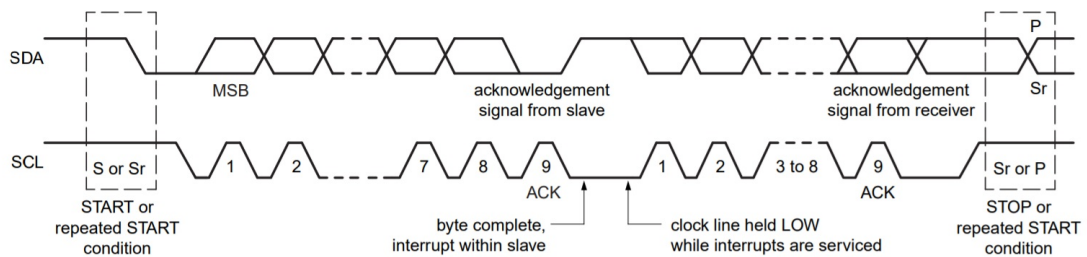 P
SDA
MSB
acknowledgement
signal from slave
acknowledgement
signal from receiver
Sr
SCL
S or Sr
1
2
7
8
9
1
2
3 to 8
9
Sr or P
ACK
ACK
START or
repeated START
condition
byte complete,
interrupt within slave
clock line held LOW
while interrupts are serviced
STOP or
repeated START
condition